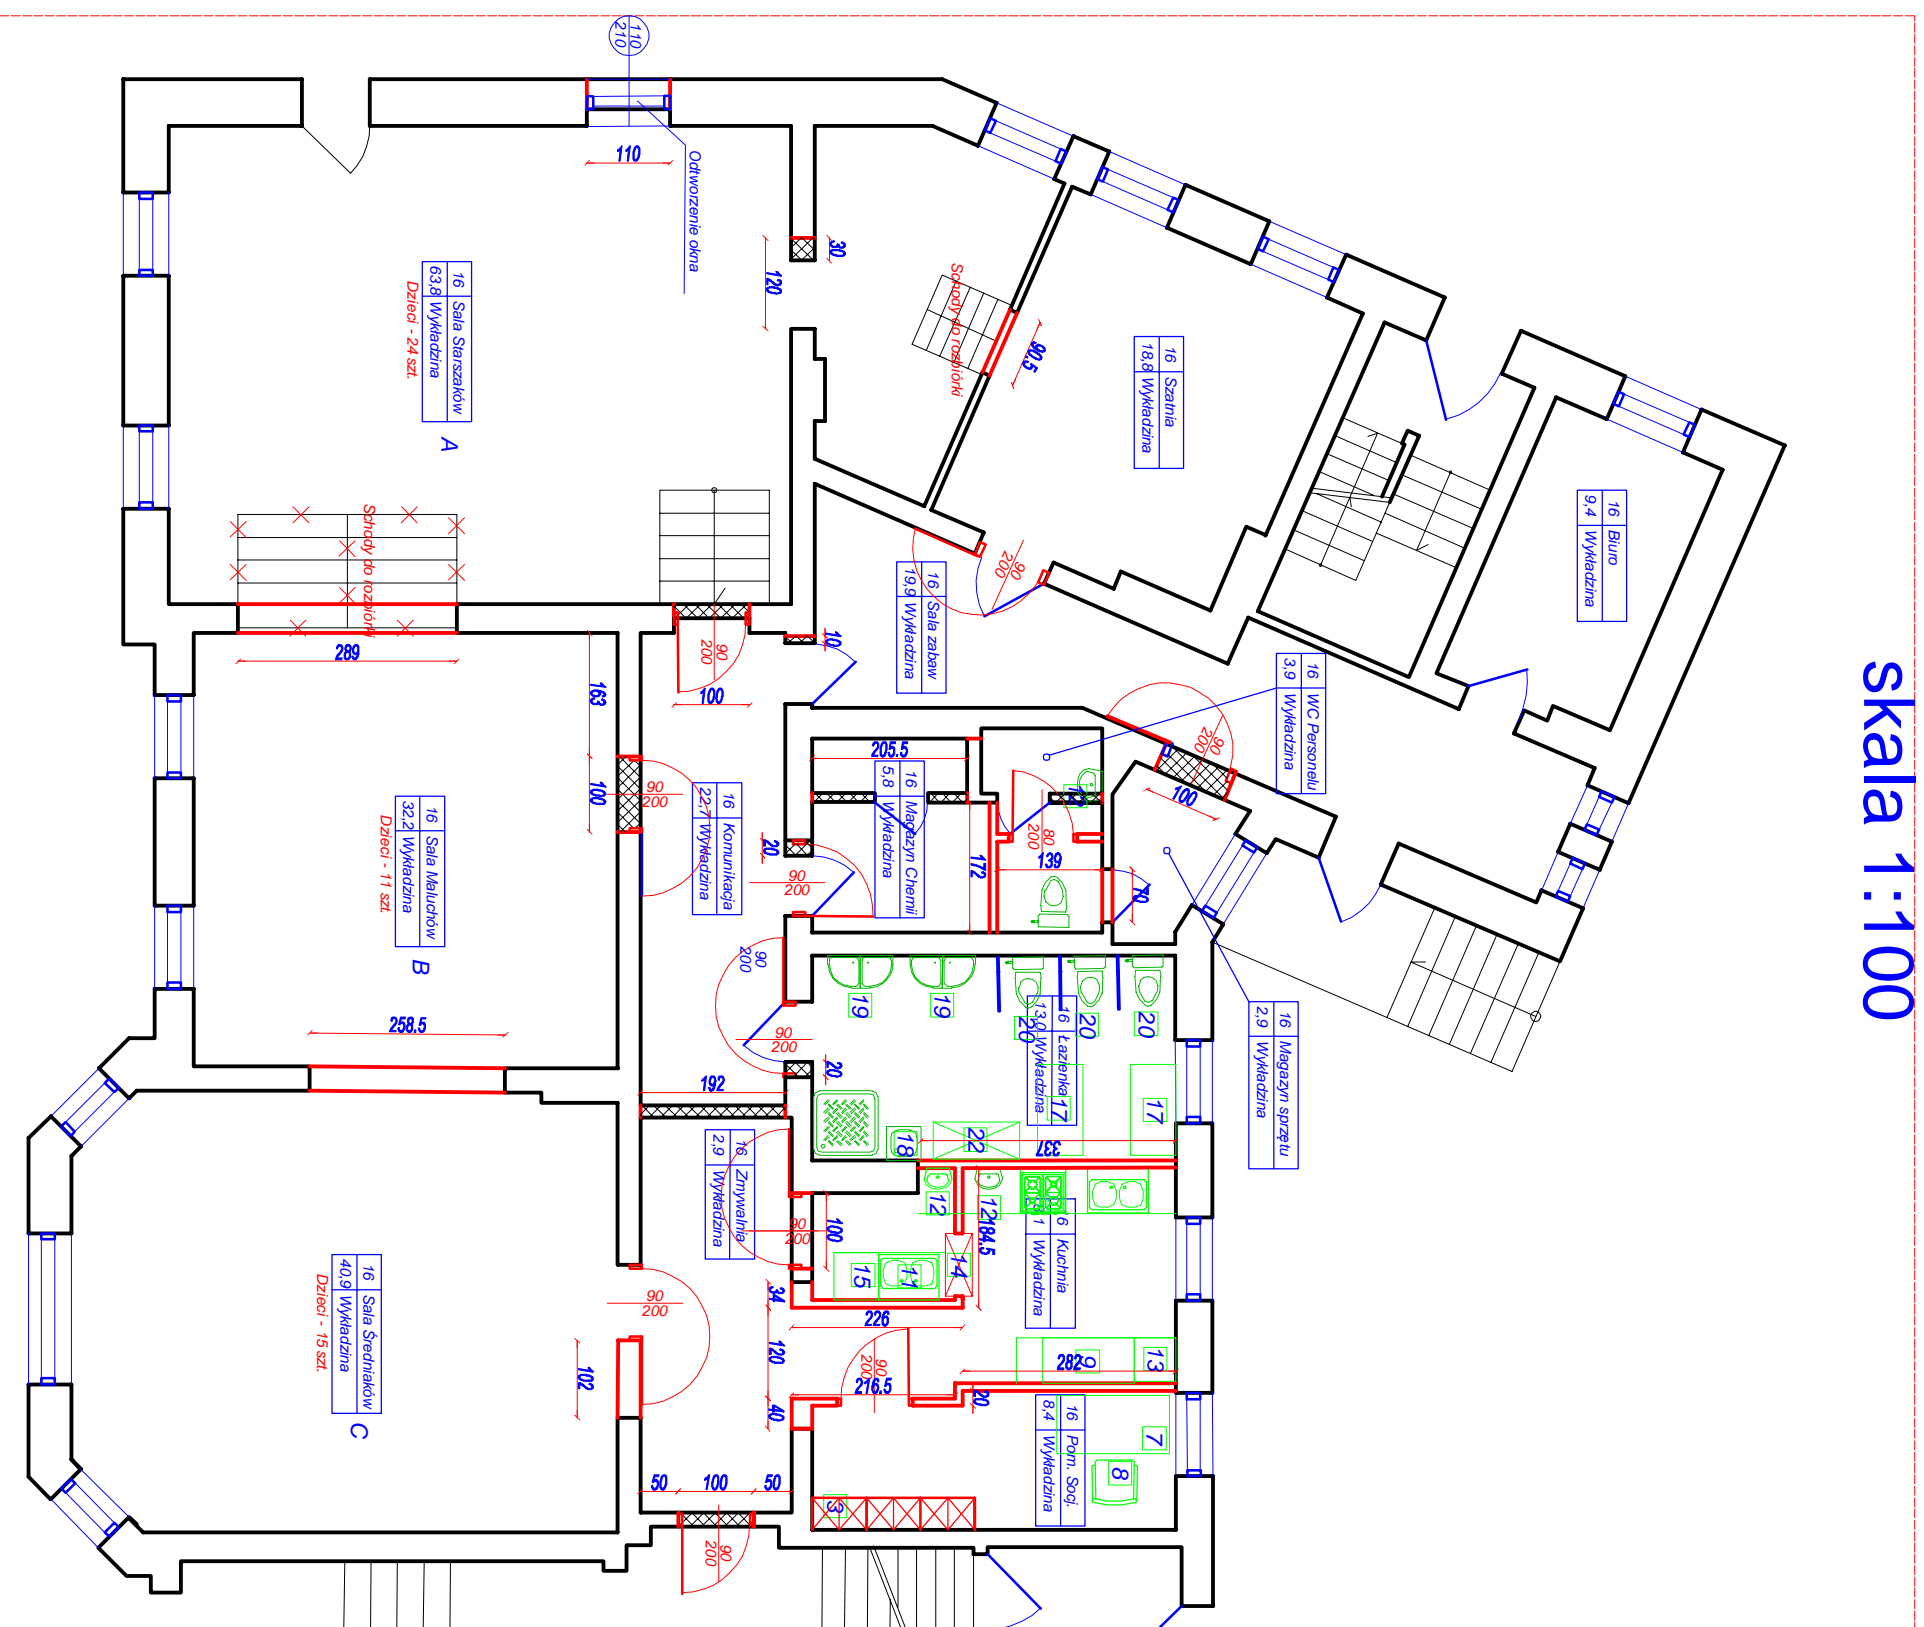 skala 1:100
110
210
Odtworzenie okna
110
120
30
16 Sala Starszaków
63,8 Wykładzina
Dzieci - 24 szt.
A
Schody do rozbiórki
90.5
16 Szatnia
18,8 Wykładzina
16 Biuro
9,4 Wykładzina
Schody do rozbiórki
289
90
200
16 Sala zabaw
19,9 Wykładzina
10
90
200
100
163
100
16 WC Personelu
3,9 Wykładzina
90
200
100
205.5
16 Magazyn Chemii
5,8 Wykładzina
12
80
200
139
172
70
90
200
16 Komunikacja
22,7 Wykładzina
20
90
200
16 Sala Maluchów
32,2 Wykładzina
Dzieci - 11 szt.
B
258.5
90
200
90
200
20
192
19
19
20
20
20
16 Łazienka
13,0 Wykładzina
17
17
18
22
337
16 Magazyn sprzętu
2,9 Wykładzina
16 Zmywalnia
2,9 Wykładzina
90
200
100
12
12
184.5
16 Kuchnia
Wykładzina
15
11
14
34
226
120
90
200
216.5
282
9
13
20
40
16 Sala Średniaków
40,9 Wykładzina
Dzieci - 15 szt.
C
90
200
102
16 Pom. Socj.
8,4 Wykładzina
7
8
3
50
100
50
90
200